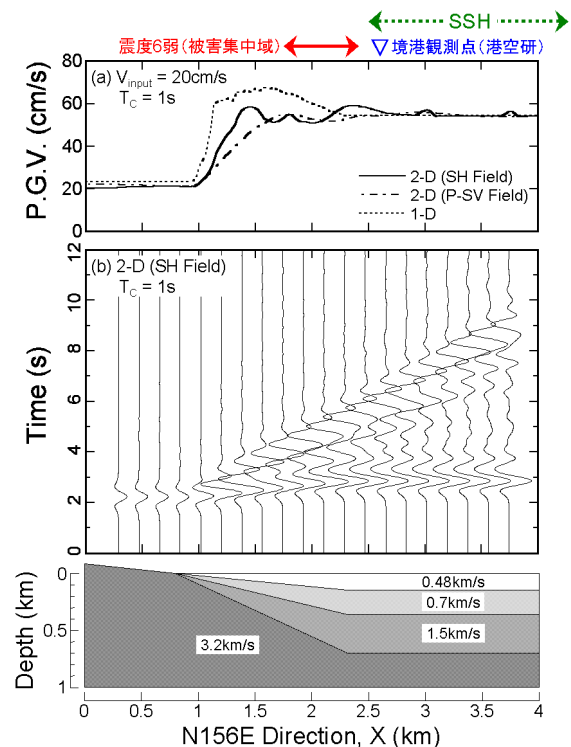 SSH
震度6弱(被害集中域)
▽境港観測点(港空研)
(a) Vinput = 20cm/s
TC = 1s
P.G.V. (cm/s)
80
60
40
20
0
2-D (SH Field)
2-D (P-SV Field)
1-D
(b) 2-D (SH Field)
TC = 1s
Time (s)
12
10
8
6
4
2
0
Depth (km)
0
0.5
1
0.48km/s
0.7km/s
1.5km/s
3.2km/s
0 0.5 1 1.5 2 2.5 3 3.5 4
N156E Direction, X (km)